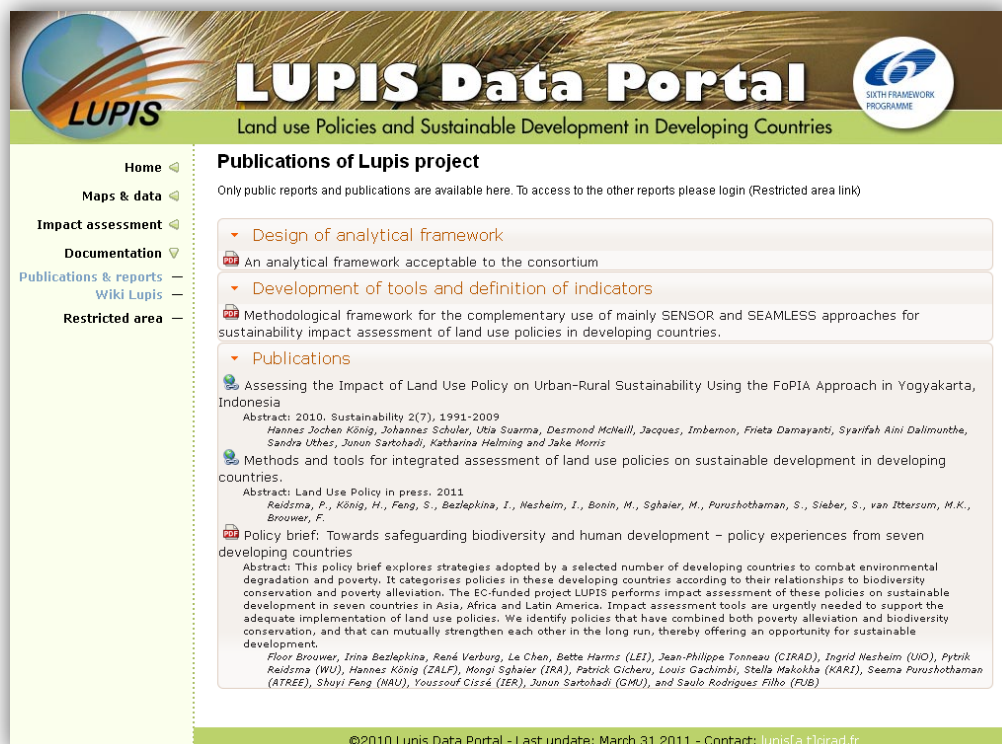 LUPIS
LUPIS Data Portal
Land use Policies and Sustainable Development in Developing Countries
6
SIXTH FRAMEWORK
PROGRAMME
Home
Maps & data
Impact assessment
Documentation
Publications & reports
Wiki Lupis
Restricted area
Publications of Lupis project
Only public reports and publications are available here. To access to the other reports please login (Restricted area link)
Design of analytical framework
PDF An analytical framework acceptable to the consortium
Development of tools and definition of indicators
PDF Methodological framework for the complementary use of mainly SENSOR and SEAMLESS approaches for
sustainability impact assessment of land use policies in developing countries.
Publications
Assessing the Impact of Land Use Policy on Urban-Rural Sustainability Using the FoPIA Approach in Yogyakarta,
Indonesia
Abstract: 2010. Sustainability 2(7), 1991-2009
Hannes Jochen König, Johannes Schuler, Utia Suarma, Desmond McNeill, Jacques, Imbernon, Frieta Damayanti, Syarifah Aini Dalimunthe,
Sandra Uthes, Junun Sartohadi, Katharina Helming and Jake Morris
Methods and tools for integrated assessment of land use policies on sustainable development in developing
countries.
Abstract: Land Use Policy in press. 2011
Reidsma, P., König, H., Feng, S., Bezlepkina, I., Nesheim, I., Bonin, M., Sghaier, M., Purushothaman, S., Sieber, S., van Ittersum, M.K.,
Brouwer, F.
PDF Policy brief: Towards safeguarding biodiversity and human development – policy experiences from seven
developing countries
Abstract: This policy brief explores strategies adopted by a selected number of developing countries to combat environmental
degradation and poverty. It categorises policies in these developing countries according to their relationships to biodiversity
conservation and poverty alleviation. The EC-funded project LUPIS performs impact assessment of these policies on sustainable
development in seven countries in Asia, Africa and Latin America. Impact assessment tools are urgently needed to support the
adequate implementation of land use policies. We identify policies that have combined both poverty alleviation and biodiversity
conservation, and that can mutually strengthen each other in the long run, thereby offering an opportunity for sustainable
development.
Floor Brouwer, Irina Bezlepkina, René Verburg, Le Chen, Bette Harms (LEI), Jean-Philippe Tonneau (CIRAD), Ingrid Nesheim (UiO), Pytrik
Reidsma (WU), Hannes König (ZALF), Mongi Sghaier (IRA), Patrick Gicheru, Louis Gachimbi, Stella Makokha (KARI), Seema Purushothaman
(ATREE), Shuyi Feng (NAU), Youssouf Cissé (IER), Junun Sartohadi (GMU), and Saulo Rodrigues Filho (FUB)
©2010 Lupis Data Portal - Last update: March 31 2011 - Contact: lupis[a t]cirad.fr